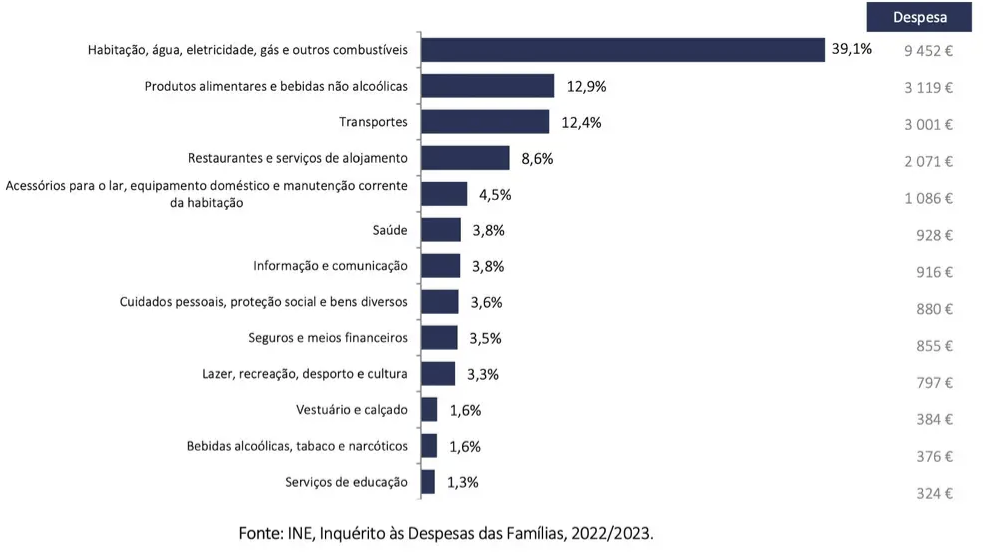 Despesa
Habitação, água, eletricidade, gás e outros combustíveis 39,1% 9 452 €
Produtos alimentares e bebidas não alcoólicas 12,9% 3 119 €
Transportes 12,4% 3 001 €
Restaurantes e serviços de alojamento 8,6% 2 071 €
Acessórios para o lar, equipamento doméstico e manutenção corrente
da habitação 4,5% 1 086 €
Saúde 3,8% 928 €
Informação e comunicação 3,8% 916 €
Cuidados pessoais, proteção social e bens diversos 3,6% 880 €
Seguros e meios financeiros 3,5% 855 €
Lazer, recreação, desporto e cultura 3,3% 797 €
Vestuário e calçado 1,6% 384 €
Bebidas alcoólicas, tabaco e narcóticos 1,6% 376 €
Serviços de educação 1,3% 324 €
Fonte: INE, Inquérito às Despesas das Famílias, 2022/2023.